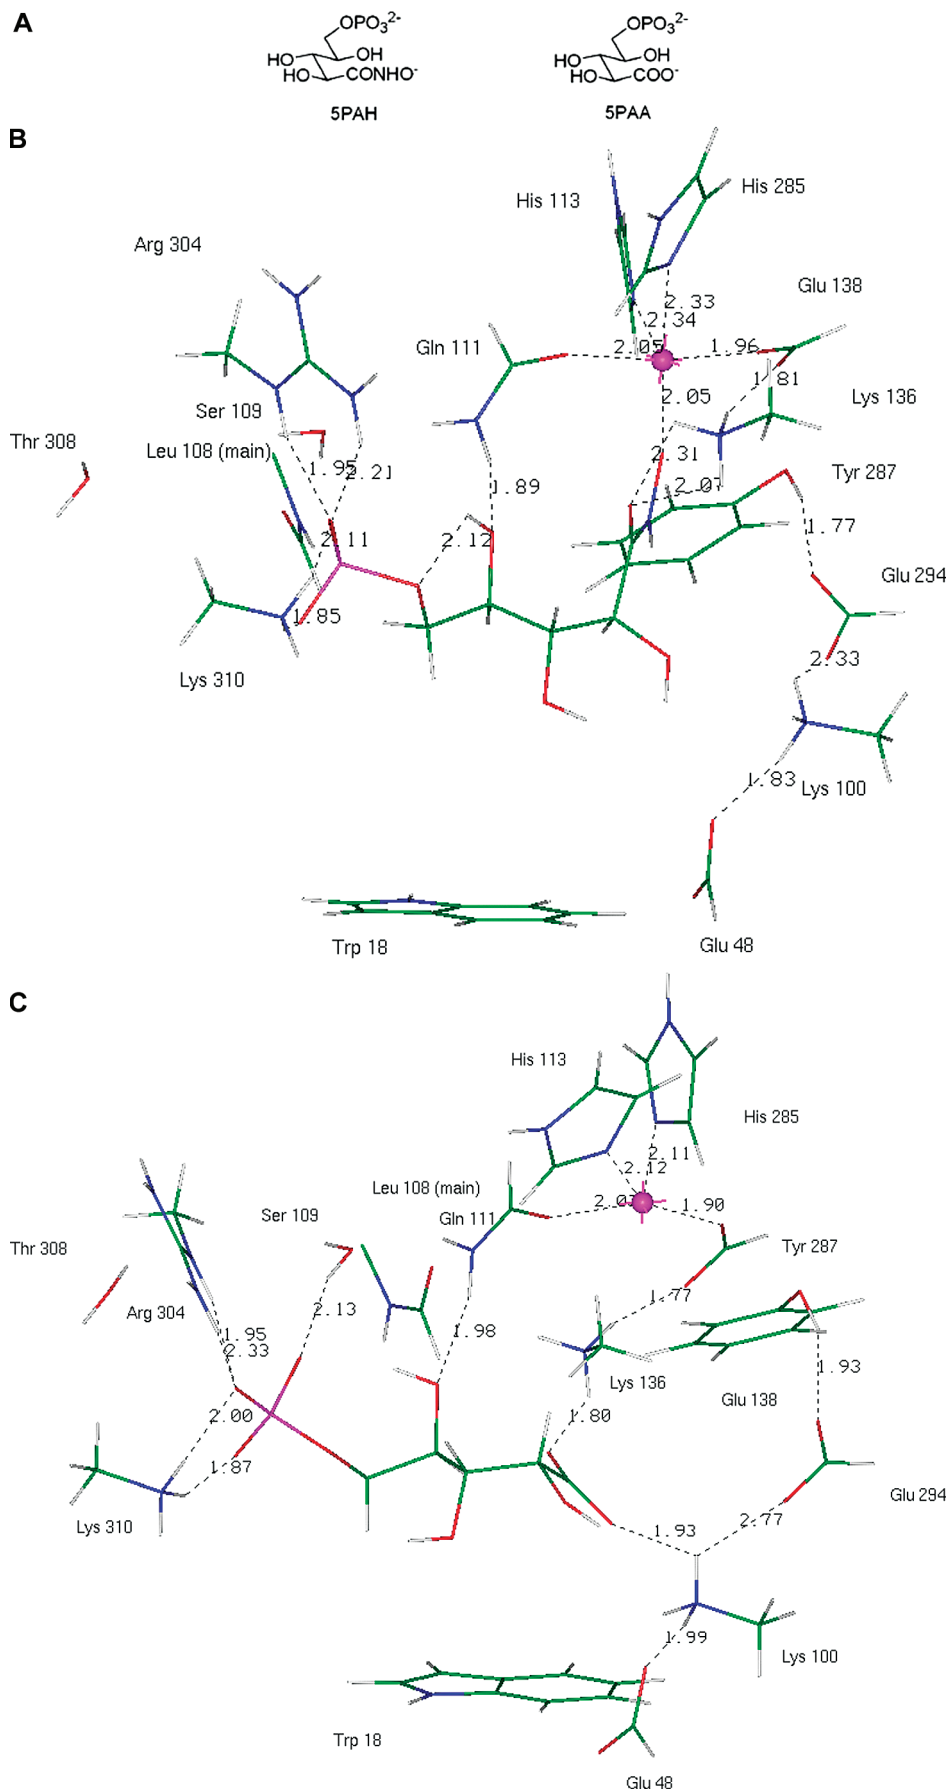 A
OPO₃²⁻
OPO₃²⁻
HO OH
HO OH
HO CONHO⁻
HO COO⁻
5PAH
5PAA
B
His 285
His 113
Arg 304
Glu 138
2.33
2.34
Gln 111
2.05
1.96
1.81
2.05
Lys 136
Ser 109
Thr 308
Leu 108 (main)
2.31
1.95
2.21
Tyr 287
1.89
2.07
1.77
2.11
2.12
Glu 294
1.85
2.33
Lys 310
1.83
Lys 100
Trp 18
Glu 48
C
His 113
His 285
2.11
2.12
Leu 108 (main)
2.07
1.90
Ser 109
Gln 111
Thr 308
Tyr 287
1.77
Arg 304
2.13
1.95
1.98
2.33
1.93
Lys 136
Glu 138
2.00
1.80
1.87
Glu 294
Lys 310
1.93
2.77
1.99
Lys 100
Trp 18
Glu 48